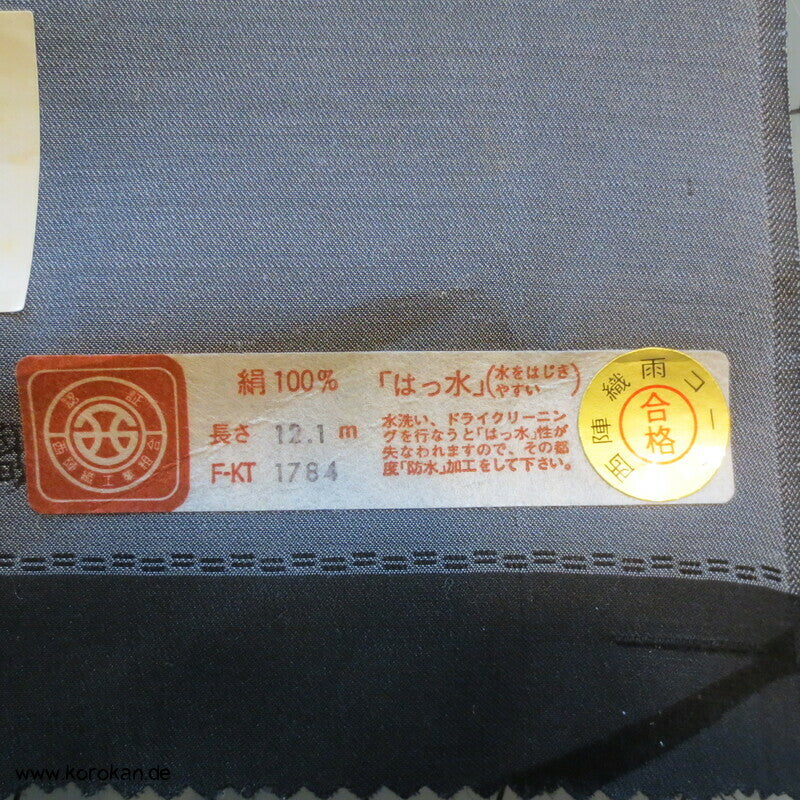 絹 100% 「はっ水」(水をはじきやすい)
長さ 12.1 m
F-KT 1784
水洗い、ドライクリーニン
グを行なうと「はっ水」性が
失なわれますので、その都
度「防水」加工をして下さい。
西陣織雨コー
合格
認証
www.korokan.de